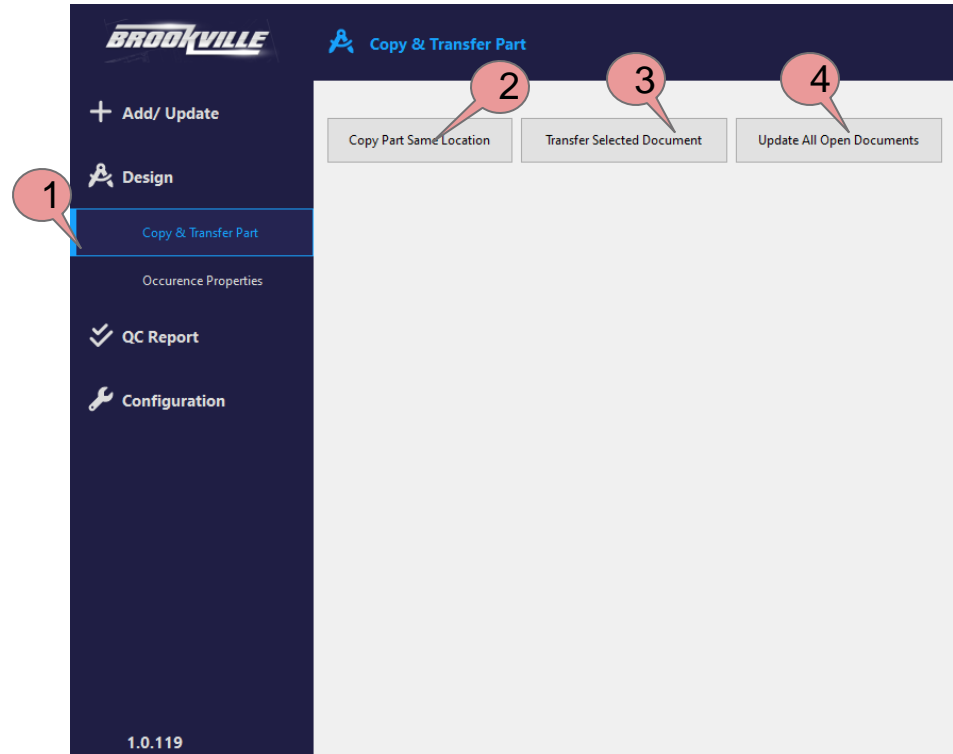 BROOKVILLE
Copy & Transfer Part
2
3
4
Add/ Update
Copy Part Same Location
Transfer Selected Document
Update All Open Documents
Design
1
Copy & Transfer Part
Occurence Properties
QC Report
Configuration
1.0.119